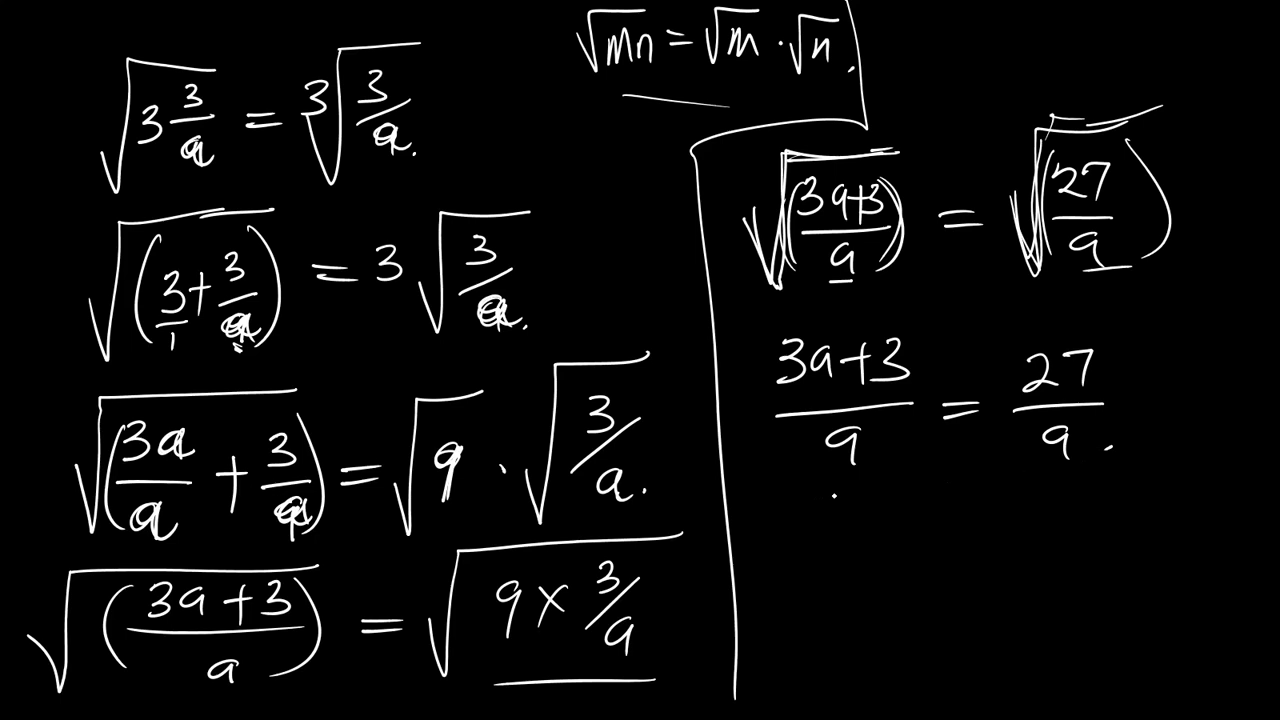 √mn = √m · √n.
√(3 3/a) = 3√(3/a).
√(3/1 + 3/a) = 3√(3/a).
√(3a/a + 3/a) = √9 · √(3/a).
√((3a+3)/a) = √(9 × 3/a)
√((3a+3)/a) = √(27/a)
(3a+3)/a = 27/a.